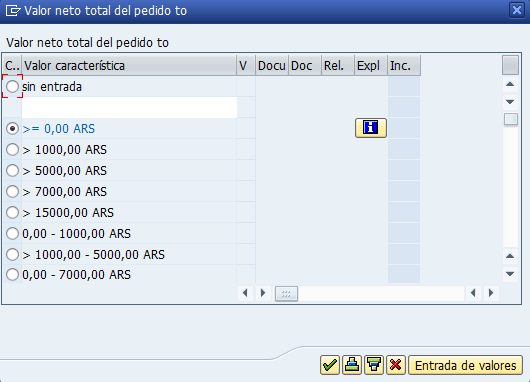 Valor neto total del pedido to
Valor neto total del pedido to
C.. Valor característica V Docu Doc Rel. Expl Inc.
sin entrada
>= 0,00 ARS
> 1000,00 ARS
> 5000,00 ARS
> 7000,00 ARS
> 15000,00 ARS
0,00 - 1000,00 ARS
> 1000,00 - 5000,00 ARS
0,00 - 7000,00 ARS
Entrada de valores